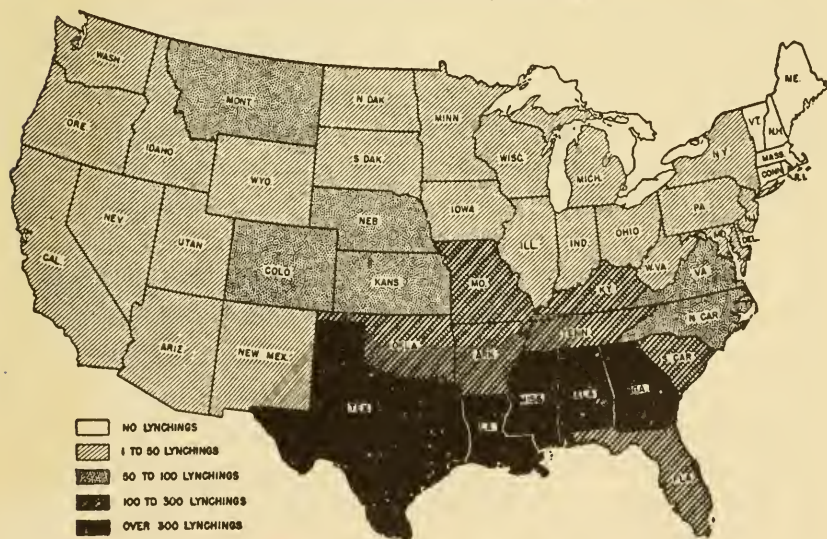 WASH.
MONT.
N DAK.
MINN.
ME.
VT.
N.H.
ORE.
IDAHO
WYO.
S DAK.
WISC.
MICH.
N.Y.
MASS.
CONN.
R.I.
NEV.
UTAH
NEB.
IOWA
ILL.
IND.
OHIO
PA.
MD.
DEL.
CAL.
COLO.
KANS.
MO.
KY.
W.VA.
VA.
ARIZ.
NEW MEX.
OKLA.
ARK.
TENN.
N CAR.
S CAR.
TEX.
LA.
MISS.
ALA.
GA.
FLA.
NO LYNCHINGS
1 TO 50 LYNCHINGS
50 TO 100 LYNCHINGS
100 TO 300 LYNCHINGS
OVER 300 LYNCHINGS